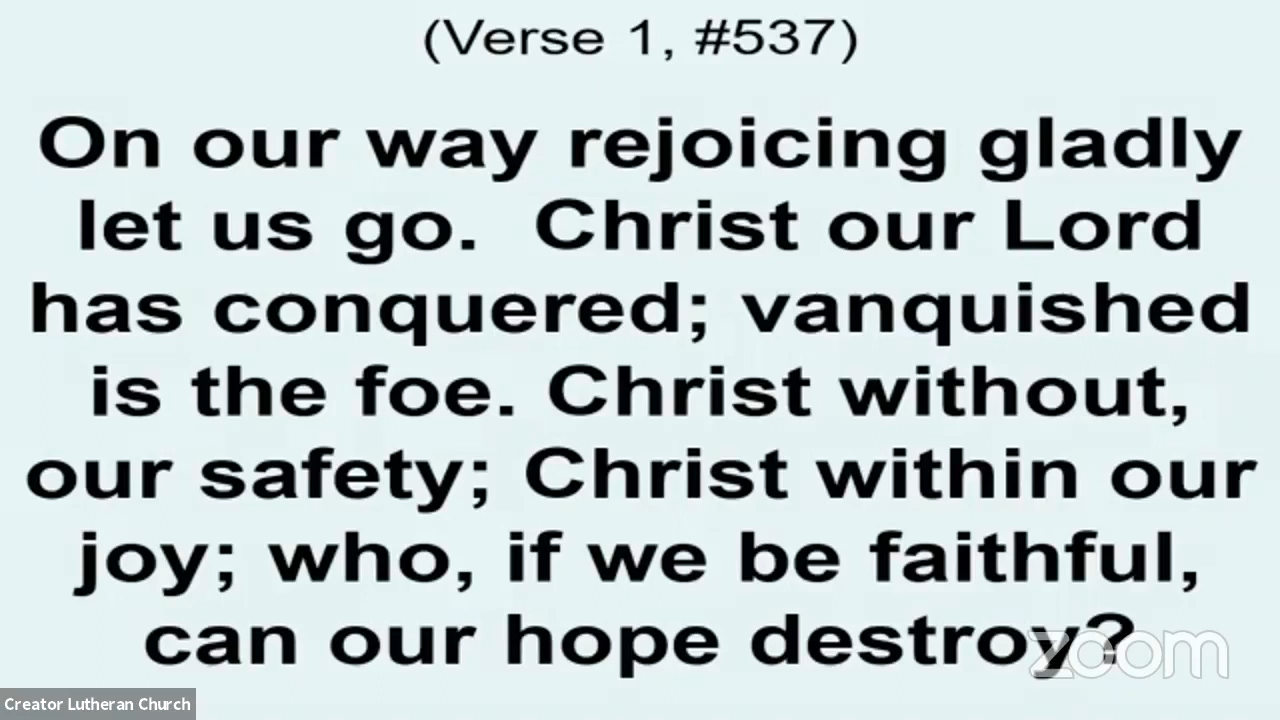 (Verse 1, #537)
On our way rejoicing gladly
let us go.  Christ our Lord
has conquered; vanquished
is the foe. Christ without,
our safety; Christ within our
joy; who, if we be faithful,
can our hope destroy?
zoom
Creator Lutheran Church